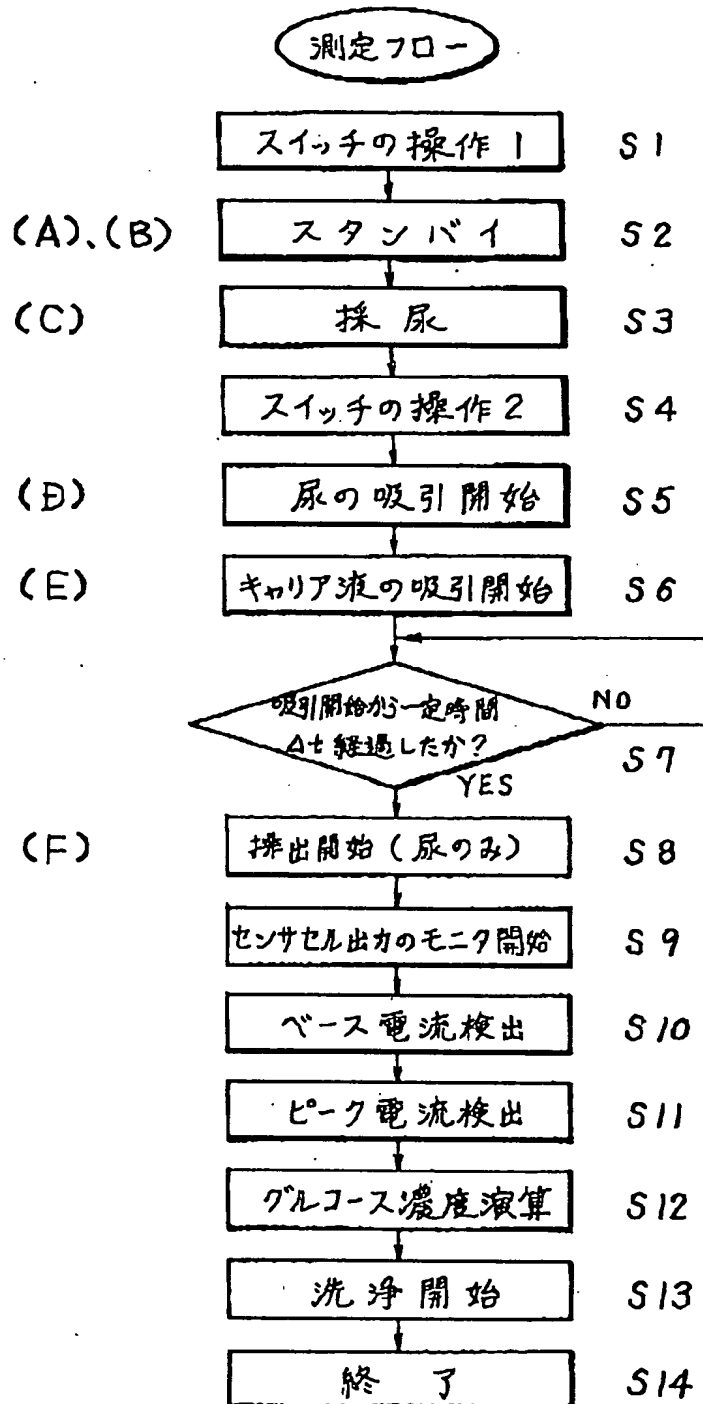 測定フロー
スイッチの操作1 S1
(A)、(B) スタンバイ S2
(C) 採尿 S3
スイッチの操作2 S4
(D) 尿の吸引開始 S5
(E) キャリア液の吸引開始 S6
吸引開始から一定時間
Δt経過したか?
NO
S7
YES
(F)排出開始(尿のみ) S8
センサセル出力のモニタ開始 S9
ベース電流検出 S10
ピーク電流検出 S11
グルコース濃度演算 S12
洗浄開始 S13
終了 S14